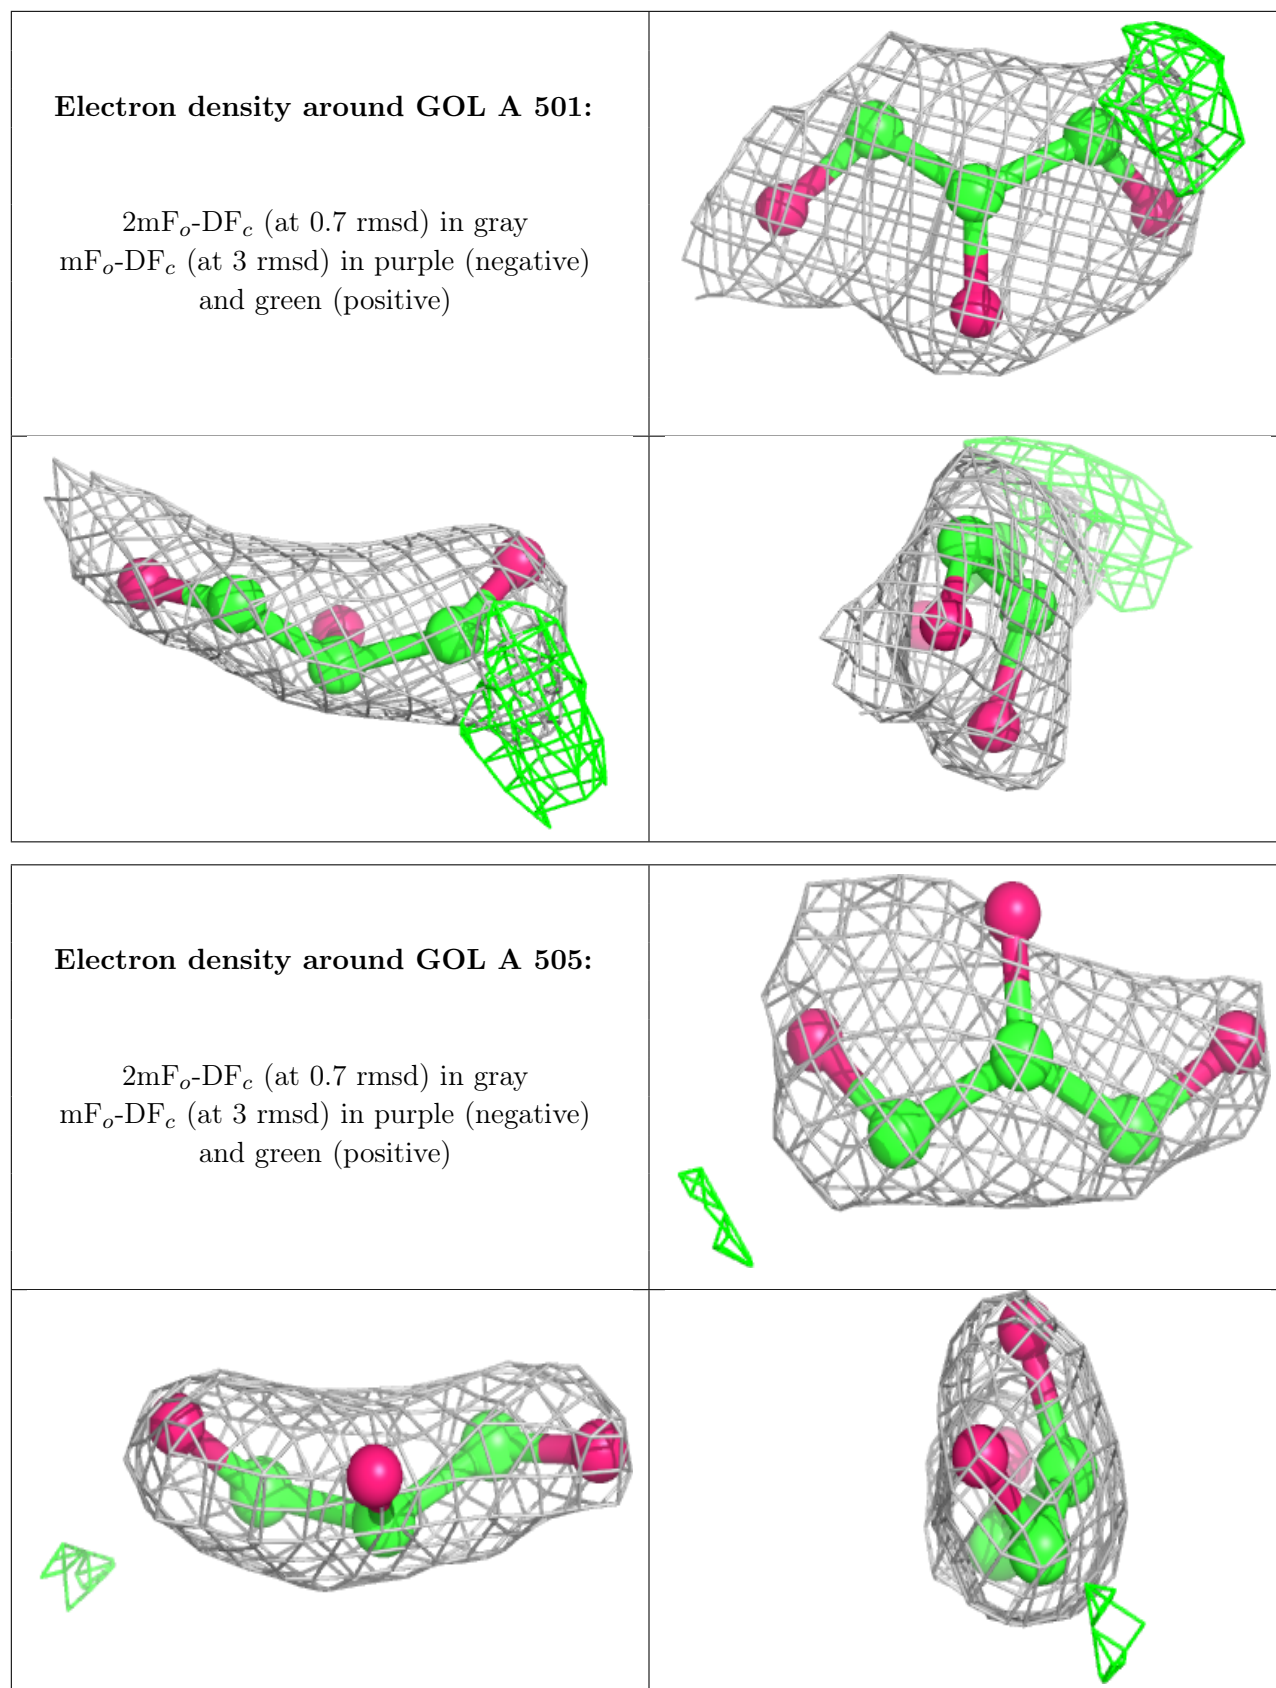 Electron density around GOL A 501:
2mFo-DFc (at 0.7 rmsd) in gray
mFo-DFc (at 3 rmsd) in purple (negative)
and green (positive)
Electron density around GOL A 505:
2mFo-DFc (at 0.7 rmsd) in gray
mFo-DFc (at 3 rmsd) in purple (negative)
and green (positive)